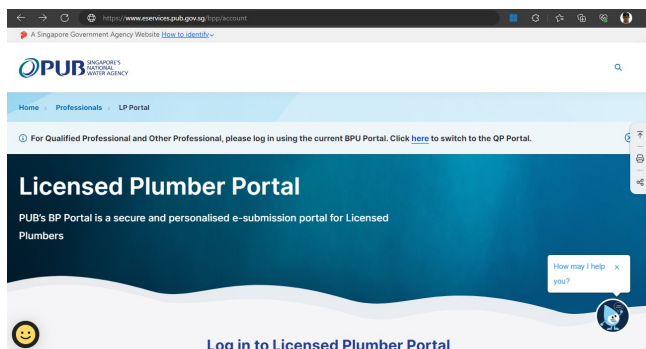 https://www.eservices.pub.gov.sg/bpp/account
A Singapore Government Agency Website How to identify
PUB SINGAPORE'S NATIONAL WATER AGENCY
Home > Professionals > LP Portal
For Qualified Professional and Other Professional, please log in using the current BPU Portal. Click here to switch to the QP Portal.
Licensed Plumber Portal
PUB's BP Portal is a secure and personalised e-submission portal for Licensed
Plumbers
How may I help
you?
Log in to Licensed Plumber Portal